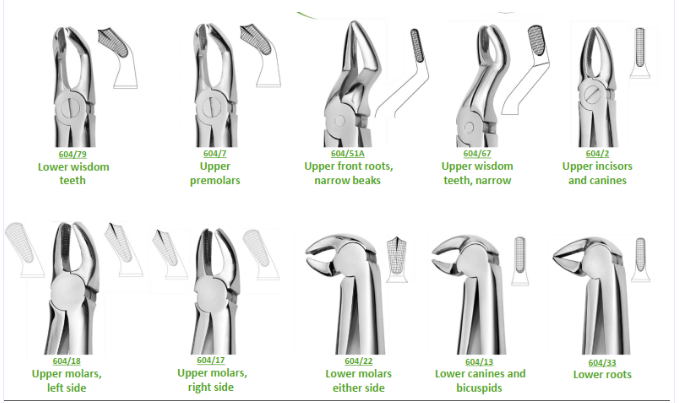 604/79
Lower wisdom
teeth
604/7
Upper
premolars
604/51A
Upper front roots,
narrow beaks
604/67
Upper wisdom
teeth, narrow
604/2
Upper incisors
and canines
604/18
Upper molars,
left side
604/17
Upper molars,
right side
604/22
Lower molars
either side
604/13
Lower canines and
bicuspids
604/33
Lower roots